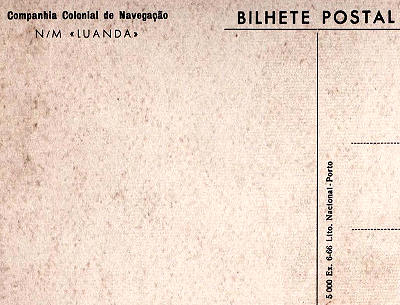 Companhia Colonial de Navegação
N/M «LUANDA»
BILHETE POSTAL
5 000 Ex. 6-66 Lito. Nacional-Porto